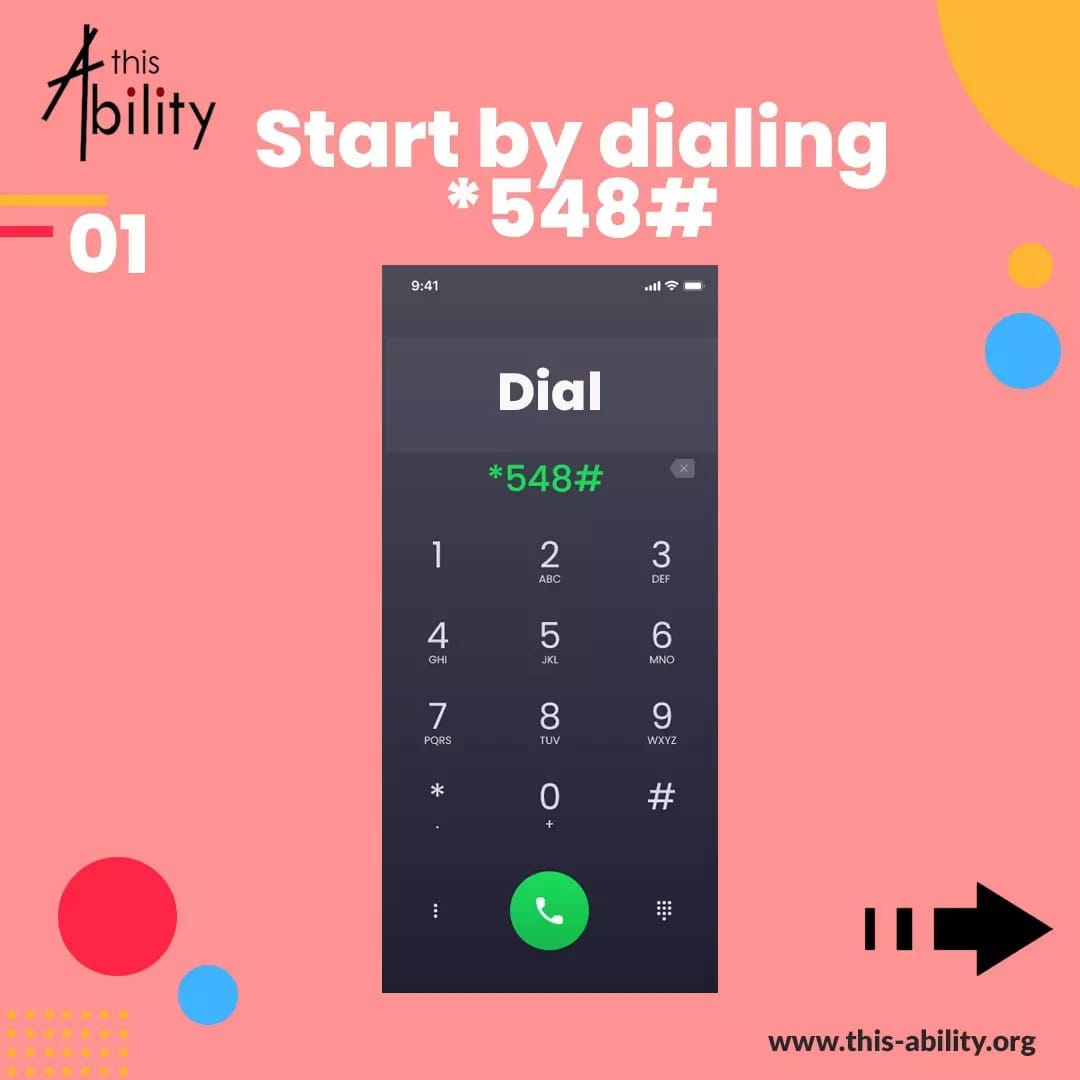 this
Ability
Start by dialing
*548#
01
9:41
Dial
*548#
1
2
3
ABC
DEF
4
5
6
GHI
JKL
MNO
7
8
9
PQRS
TUV
WXYZ
*
0
#
.
+
www.this-ability.org